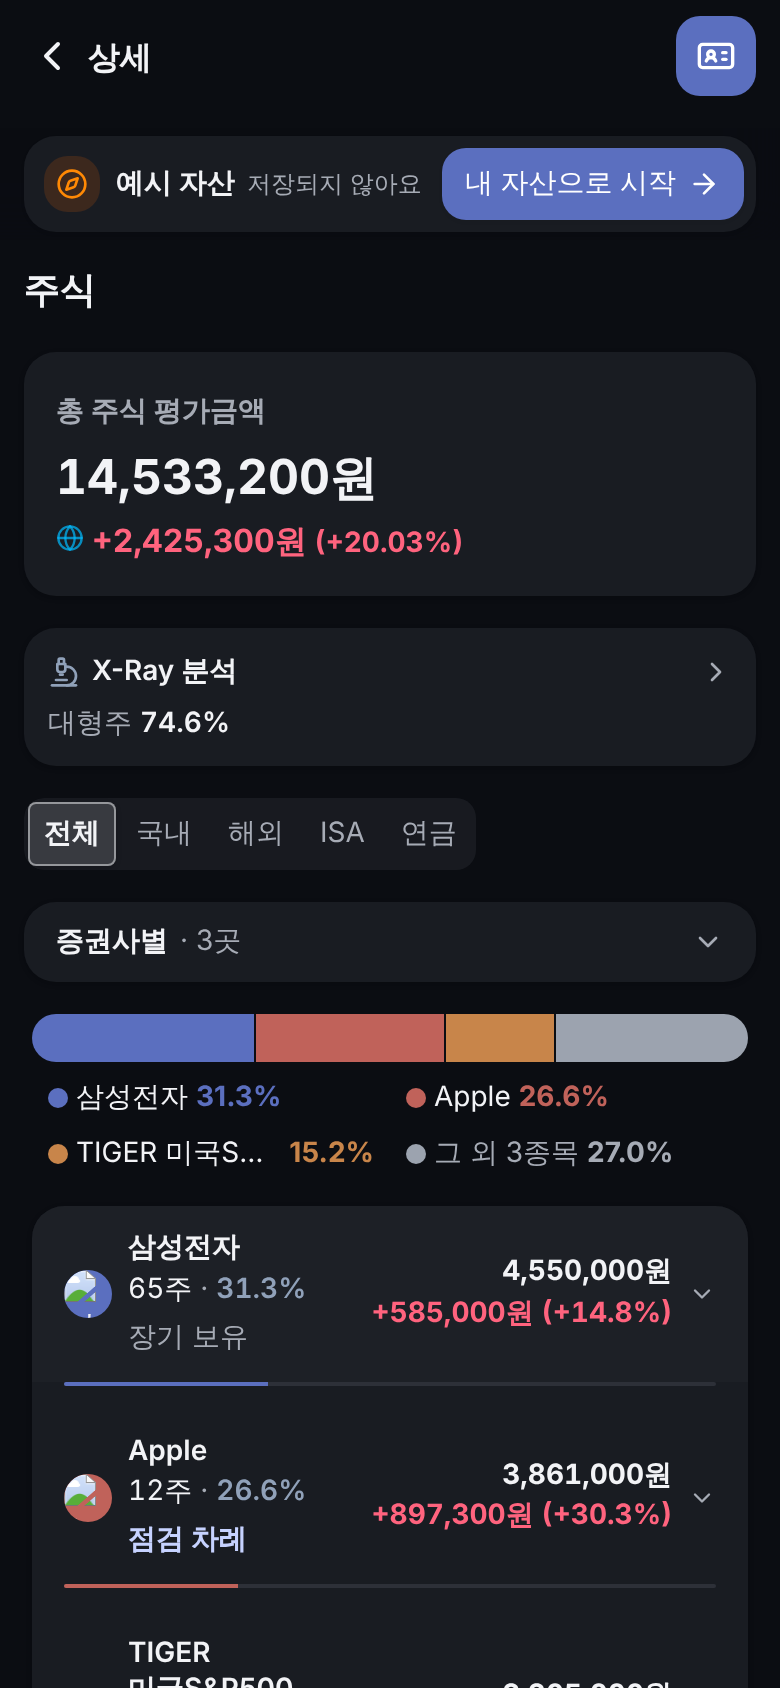 상세
예시 자산 저장되지 않아요 내 자산으로 시작
주식
총 주식 평가금액
14,533,200원
+2,425,300원 (+20.03%)
X-Ray 분석
대형주 74.6%
전체 국내 해외 ISA 연금
증권사별 · 3곳
삼성전자 31.3% Apple 26.6%
TIGER 미국S... 15.2% 그 외 3종목 27.0%
삼성전자
65주 · 31.3%
장기 보유
4,550,000원
+585,000원 (+14.8%)
Apple
12주 · 26.6%
점검 차례
3,861,000원
+897,300원 (+30.3%)
TIGER
미국S&P500